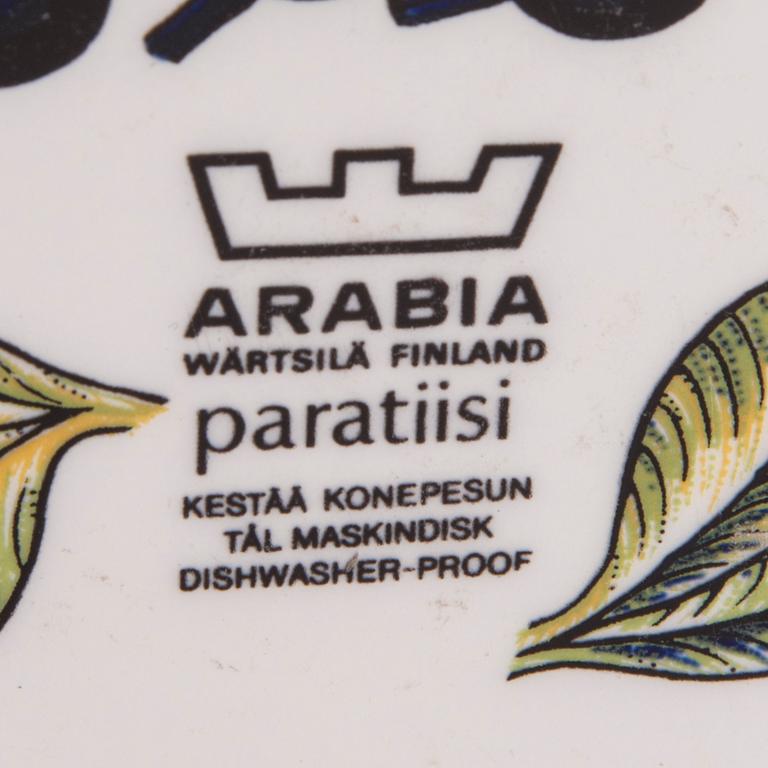 ARABIA
WÄRTSILÄ FINLAND
paratiisi
KESTÄÄ KONEPESUN
TÅL MASKINDISK
DISHWASHER-PROOF